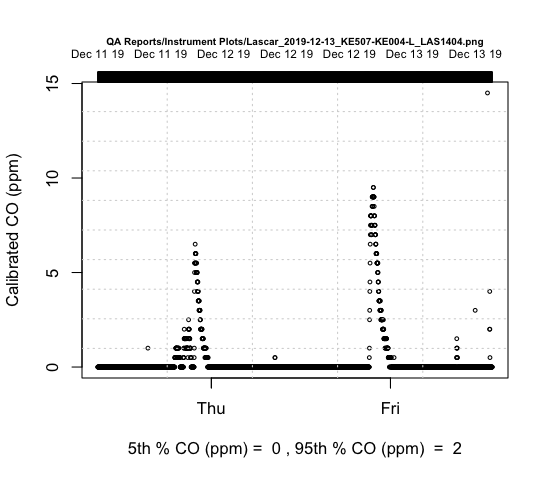 QA Reports/Instrument Plots/Lascar_2019-12-13_KE507-KE004-L_LAS1404.png
Dec 11 19 Dec 11 19 Dec 12 19 Dec 12 19 Dec 12 19 Dec 13 19 Dec 13 19
15
10
5
0
Calibrated CO (ppm)
Thu Fri
5th % CO (ppm) = 0 , 95th % CO (ppm) = 2